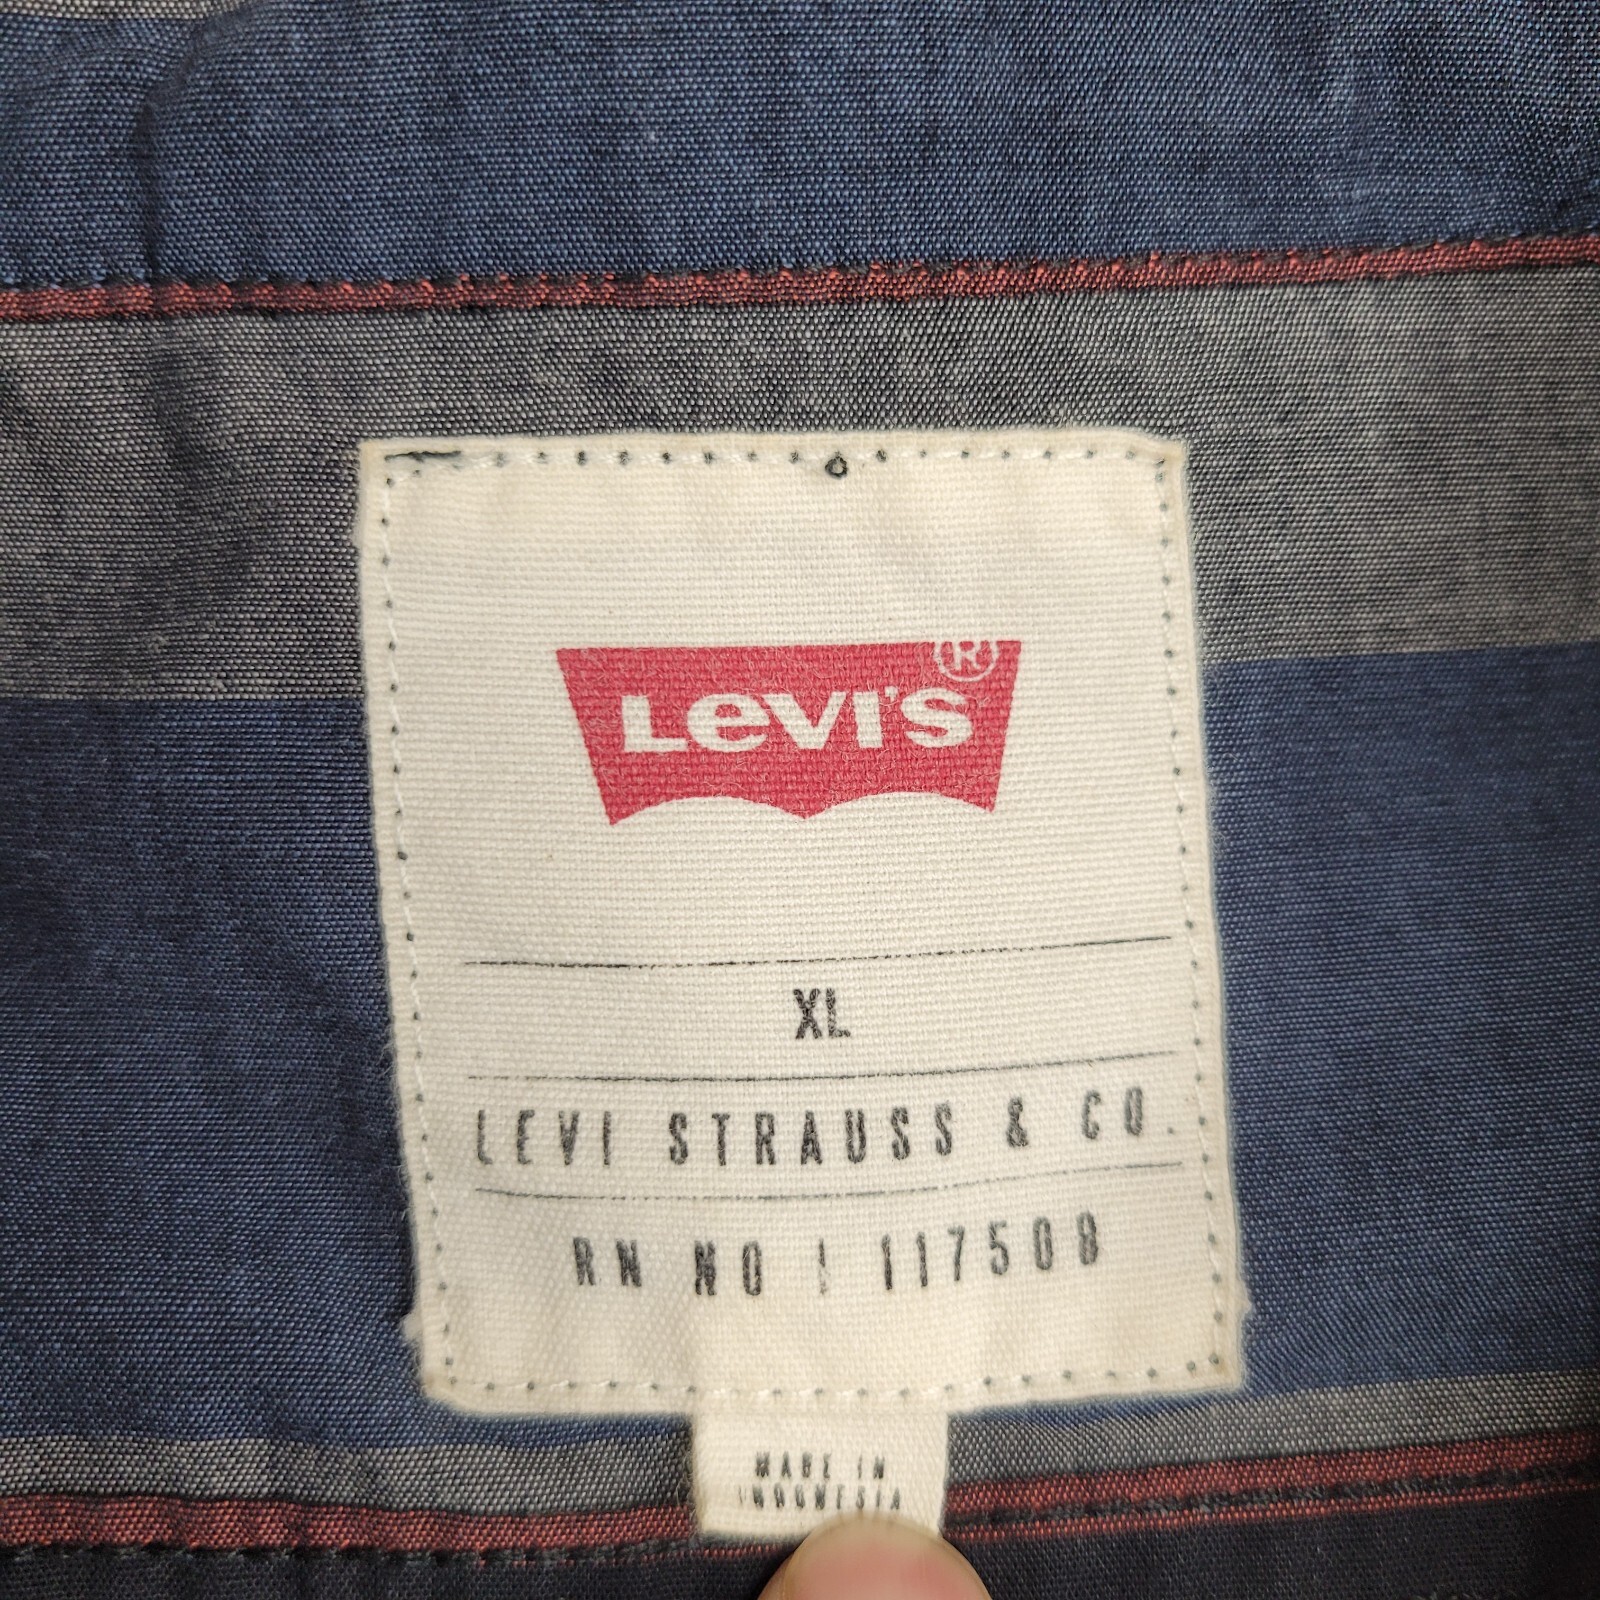 LEVI'S ®
XL
LEVI STRAUSS & CO.
RN NO | 117508
MADE IN
INDONESIA